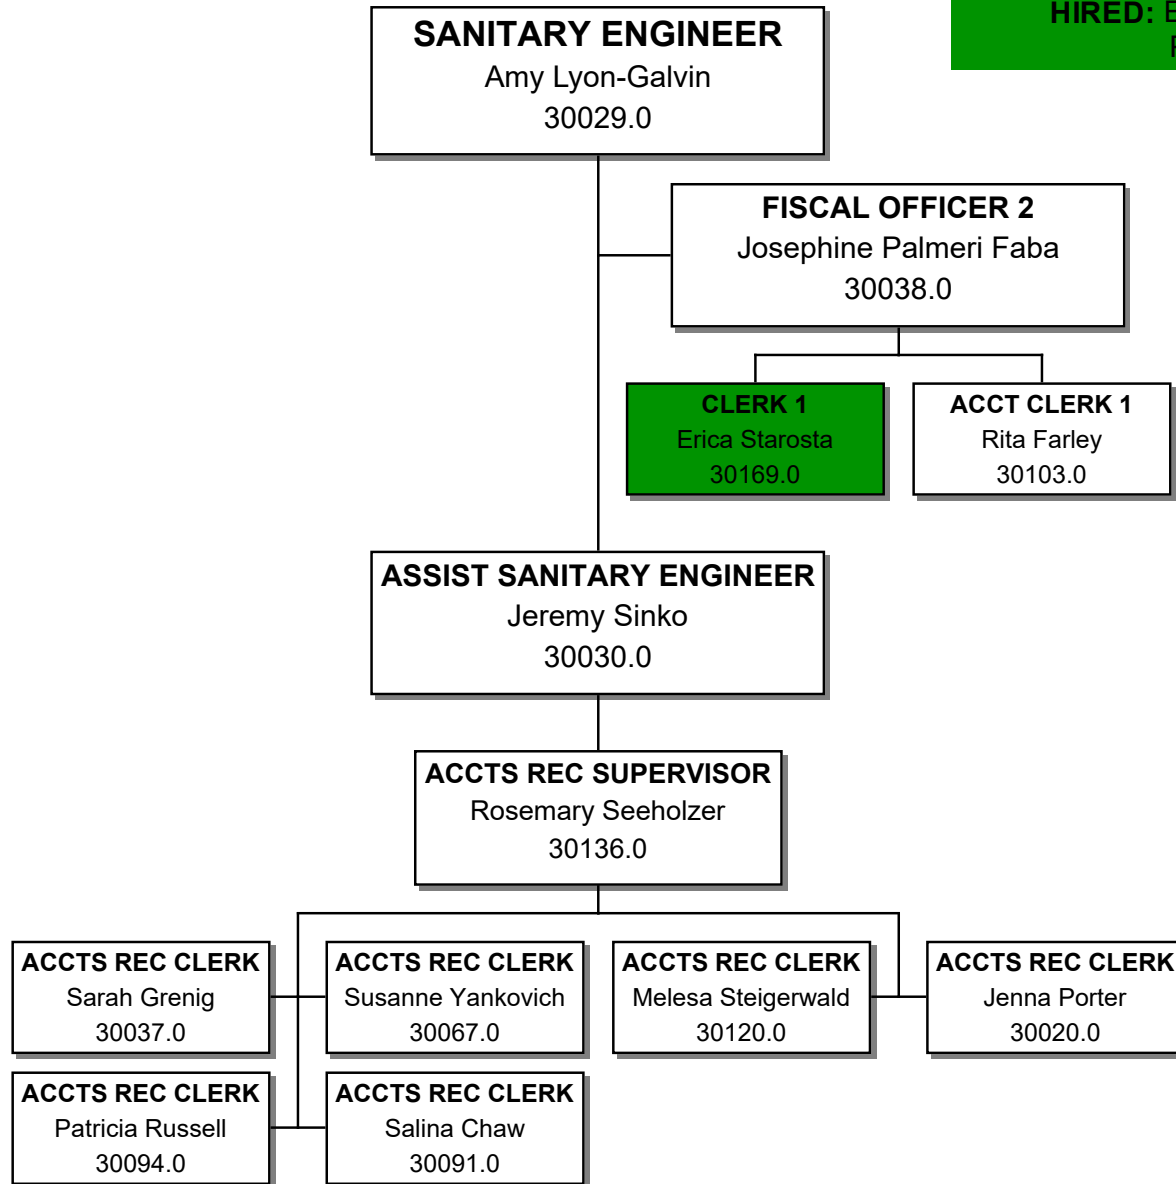 HIRED:
SANITARY ENGINEER
Amy Lyon-Galvin
30029.0
FISCAL OFFICER 2
Josephine Palmeri Faba
30038.0
CLERK 1
Erica Starosta
30169.0
ACCT CLERK 1
Rita Farley
30103.0
ASSIST SANITARY ENGINEER
Jeremy Sinko
30030.0
ACCTS REC SUPERVISOR
Rosemary Seeholzer
30136.0
ACCTS REC CLERK
Sarah Grenig
30037.0
ACCTS REC CLERK
Susanne Yankovich
30067.0
ACCTS REC CLERK
Melesa Steigerwald
30120.0
ACCTS REC CLERK
Jenna Porter
30020.0
ACCTS REC CLERK
Patricia Russell
30094.0
ACCTS REC CLERK
Salina Chaw
30091.0